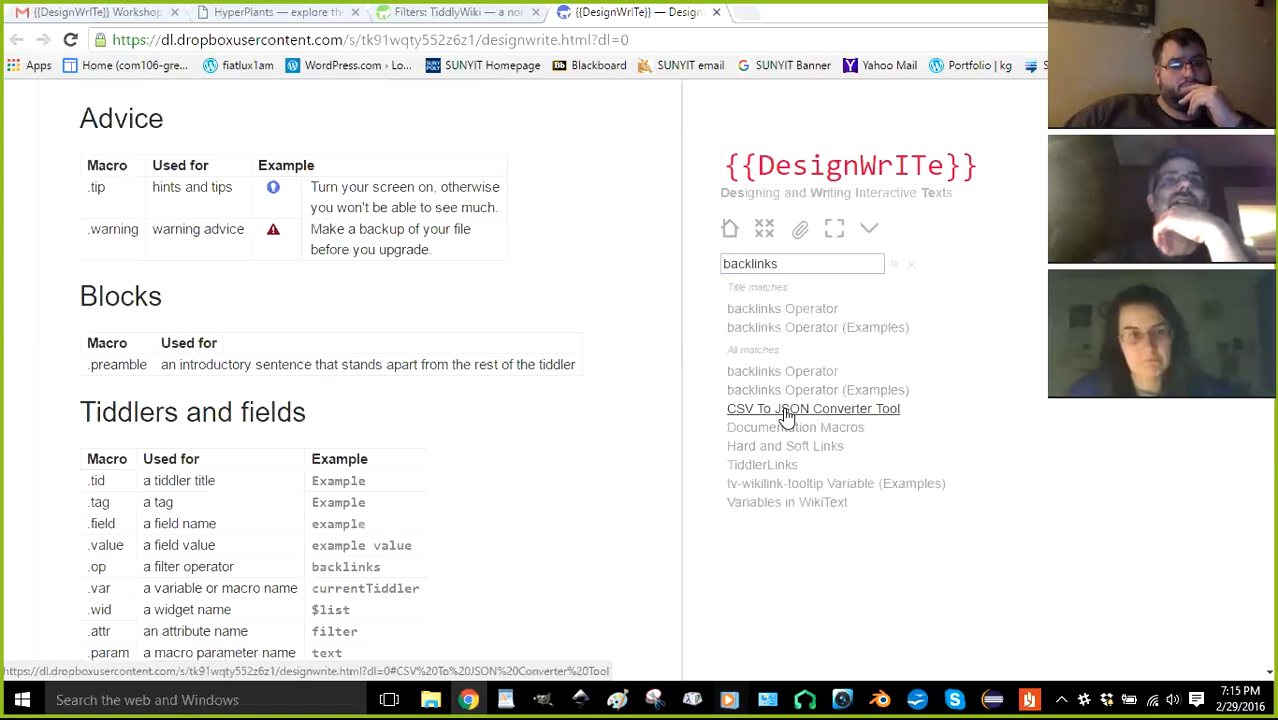 {{DesignWrITe}} Workshop
HyperPlants — explore th
Filters: TiddlyWiki — a no
{{DesignWrITe}} — Design
https://dl.dropboxusercontent.com/s/tk91wqty552z6z1/designwrite.html?dl=0
Apps
Home (com106-gre...
fiatlux1am
WordPress.com › Lo...
SUNYIT Homepage
Bb Blackboard
SUNYIT email
SUNYIT Banner
Yahoo Mail
Portfolio | kg
Advice
Macro Used for Example
.tip hints and tips Turn your screen on, otherwise
you won't be able to see much.
.warning warning advice Make a backup of your file
before you upgrade.
Blocks
Macro Used for
.preamble an introductory sentence that stands apart from the rest of the tiddler
Tiddlers and fields
Macro Used for Example
.tid a tiddler title Example
.tag a tag Example
.field a field name example
.value a field value example value
.op a filter operator backlinks
.var a variable or macro name currentTiddler
.wid a widget name $list
.attr an attribute name filter
.param a macro parameter name text
https://dl.dropboxusercontent.com/s/tk91wqty552z6z1/designwrite.html?dl=0#CSV%20To%20JSON%20Converter%20Tool
{{DesignWrITe}}
Designing and Writing Interactive Texts
backlinks
Title matches
backlinks Operator
backlinks Operator (Examples)
All matches:
backlinks Operator
backlinks Operator (Examples)
CSV To JSON Converter Tool
Documentation Macros
Hard and Soft Links
TiddlerLinks
tv-wikilink-tooltip Variable (Examples)
Variables in WikiText
Search the web and Windows
7:15 PM
2/29/2016